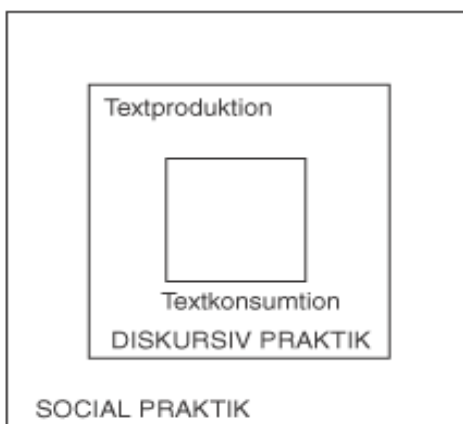 Textproduktion
Textkonsumtion
DISKURSIV PRAKTIK
SOCIAL PRAKTIK